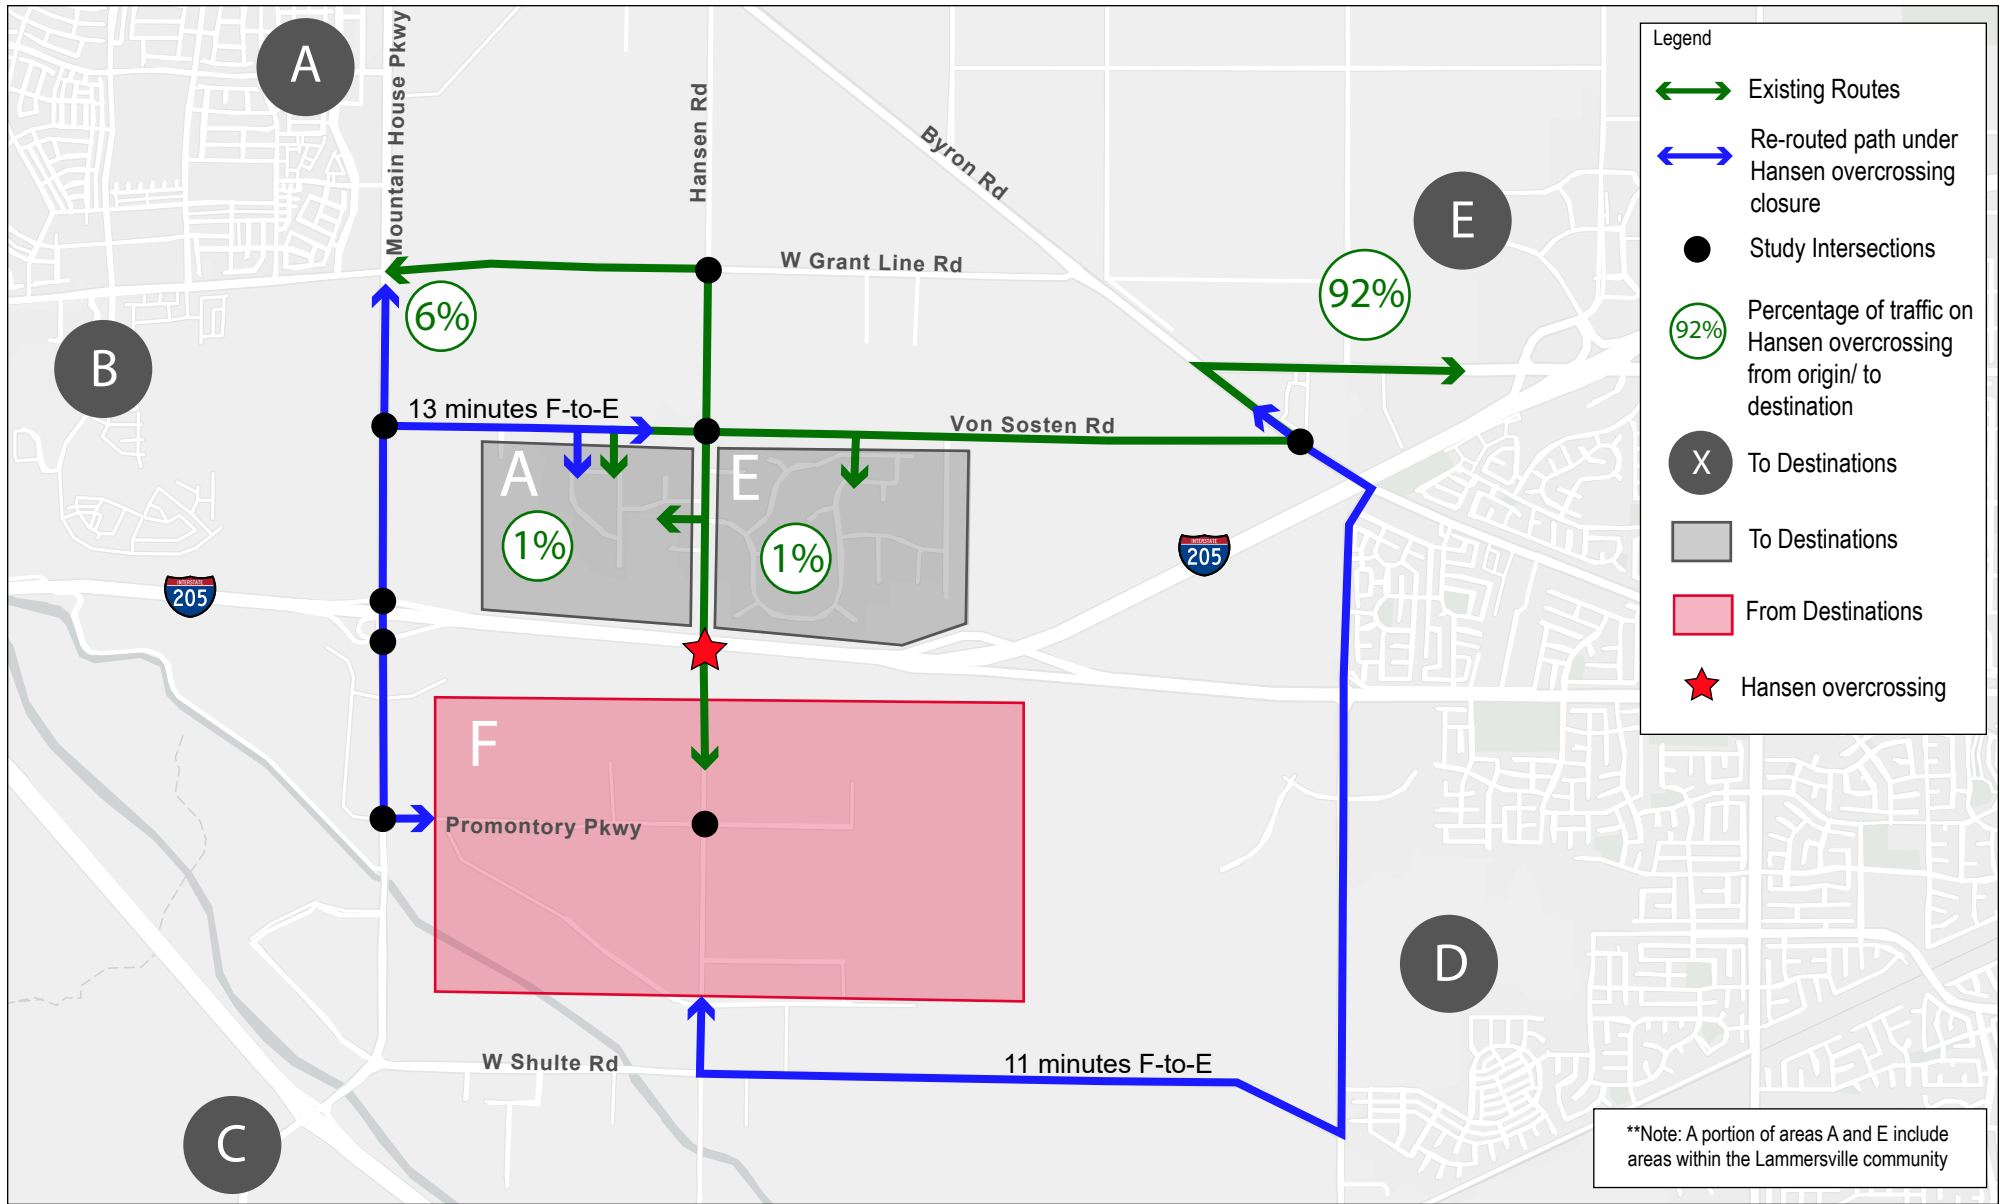 A
Mountain House Pkwy
Hansen Rd
Byron Rd
E
W Grant Line Rd
6%
92%
B
13 minutes F-to-E
Von Sosten Rd
A
E
1%
1%
INTERSTATE
205
INTERSTATE
205
F
Promontory Pkwy
D
W Shulte Rd
11 minutes F-to-E
C
Legend
Existing Routes
Re-routed path under
Hansen overcrossing
closure
Study Intersections
92%
Percentage of traffic on
Hansen overcrossing
from origin/ to
destination
X
To Destinations
To Destinations
From Destinations
Hansen overcrossing
**Note: A portion of areas A and E include
areas within the Lammersville community